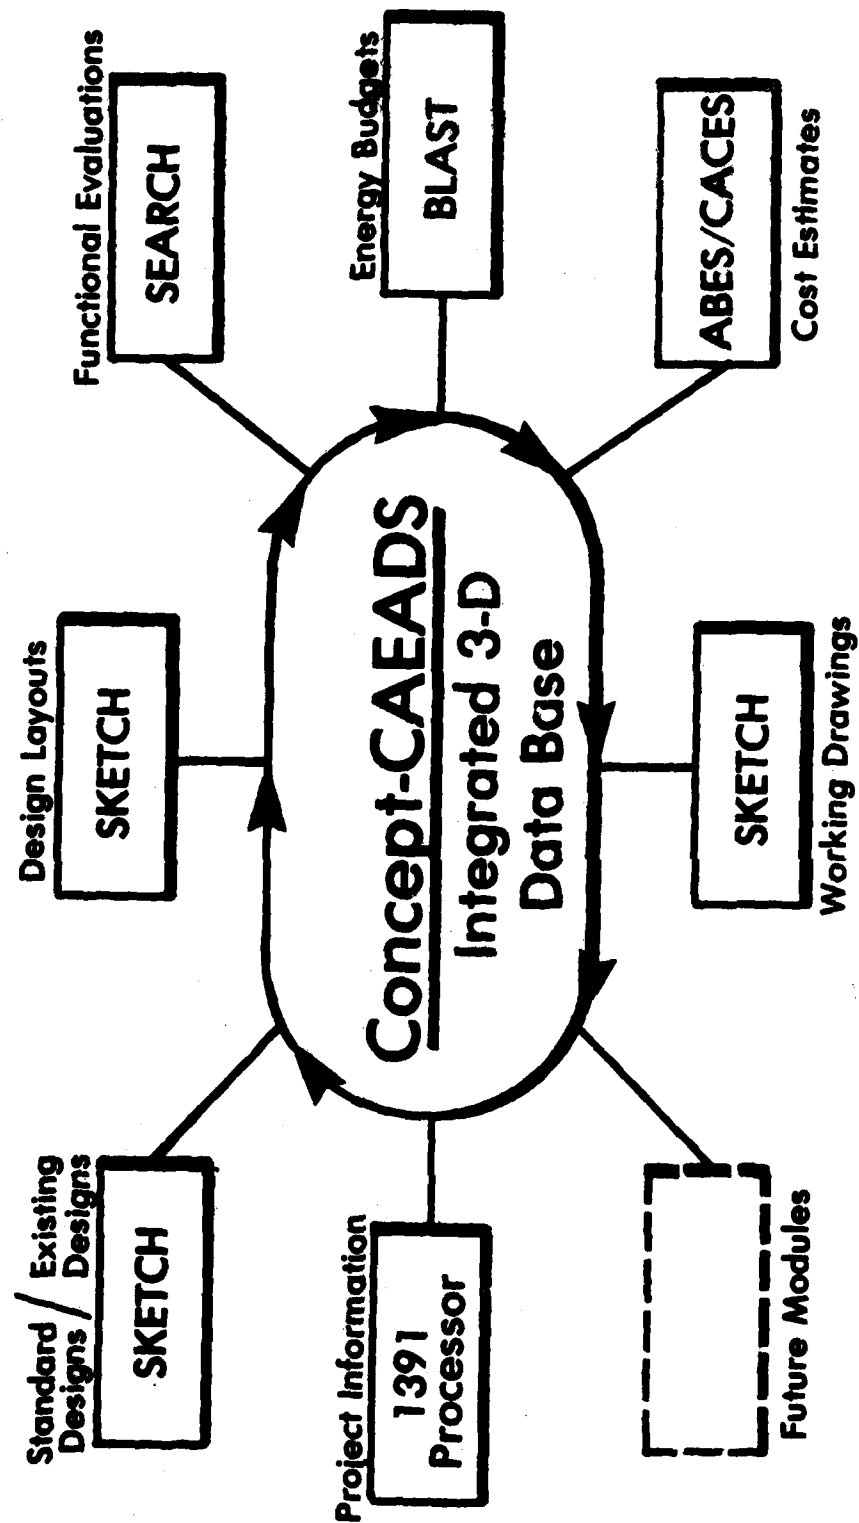 Standard / Existing
Designs / Designs
SKETCH
Design Layouts
SKETCH
Functional Evaluations
SEARCH
Project Information
1391
Processor
Concept-CAEADS
Integrated 3-D
Data Base
Energy Budgets
BLAST
Future Modules
SKETCH
Working Drawings
ABES/CACES
Cost Estimates